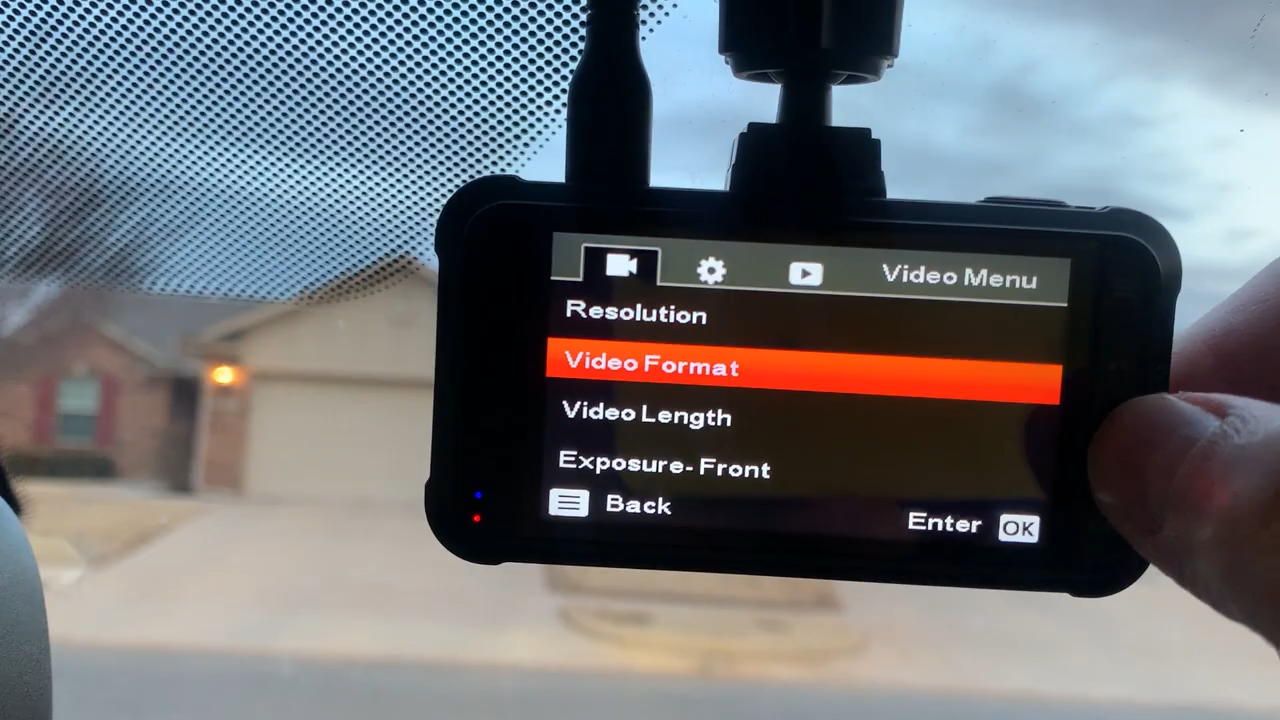 Video Menu
Resolution
Video Format
Video Length
Exposure-Front
Back
Enter OK